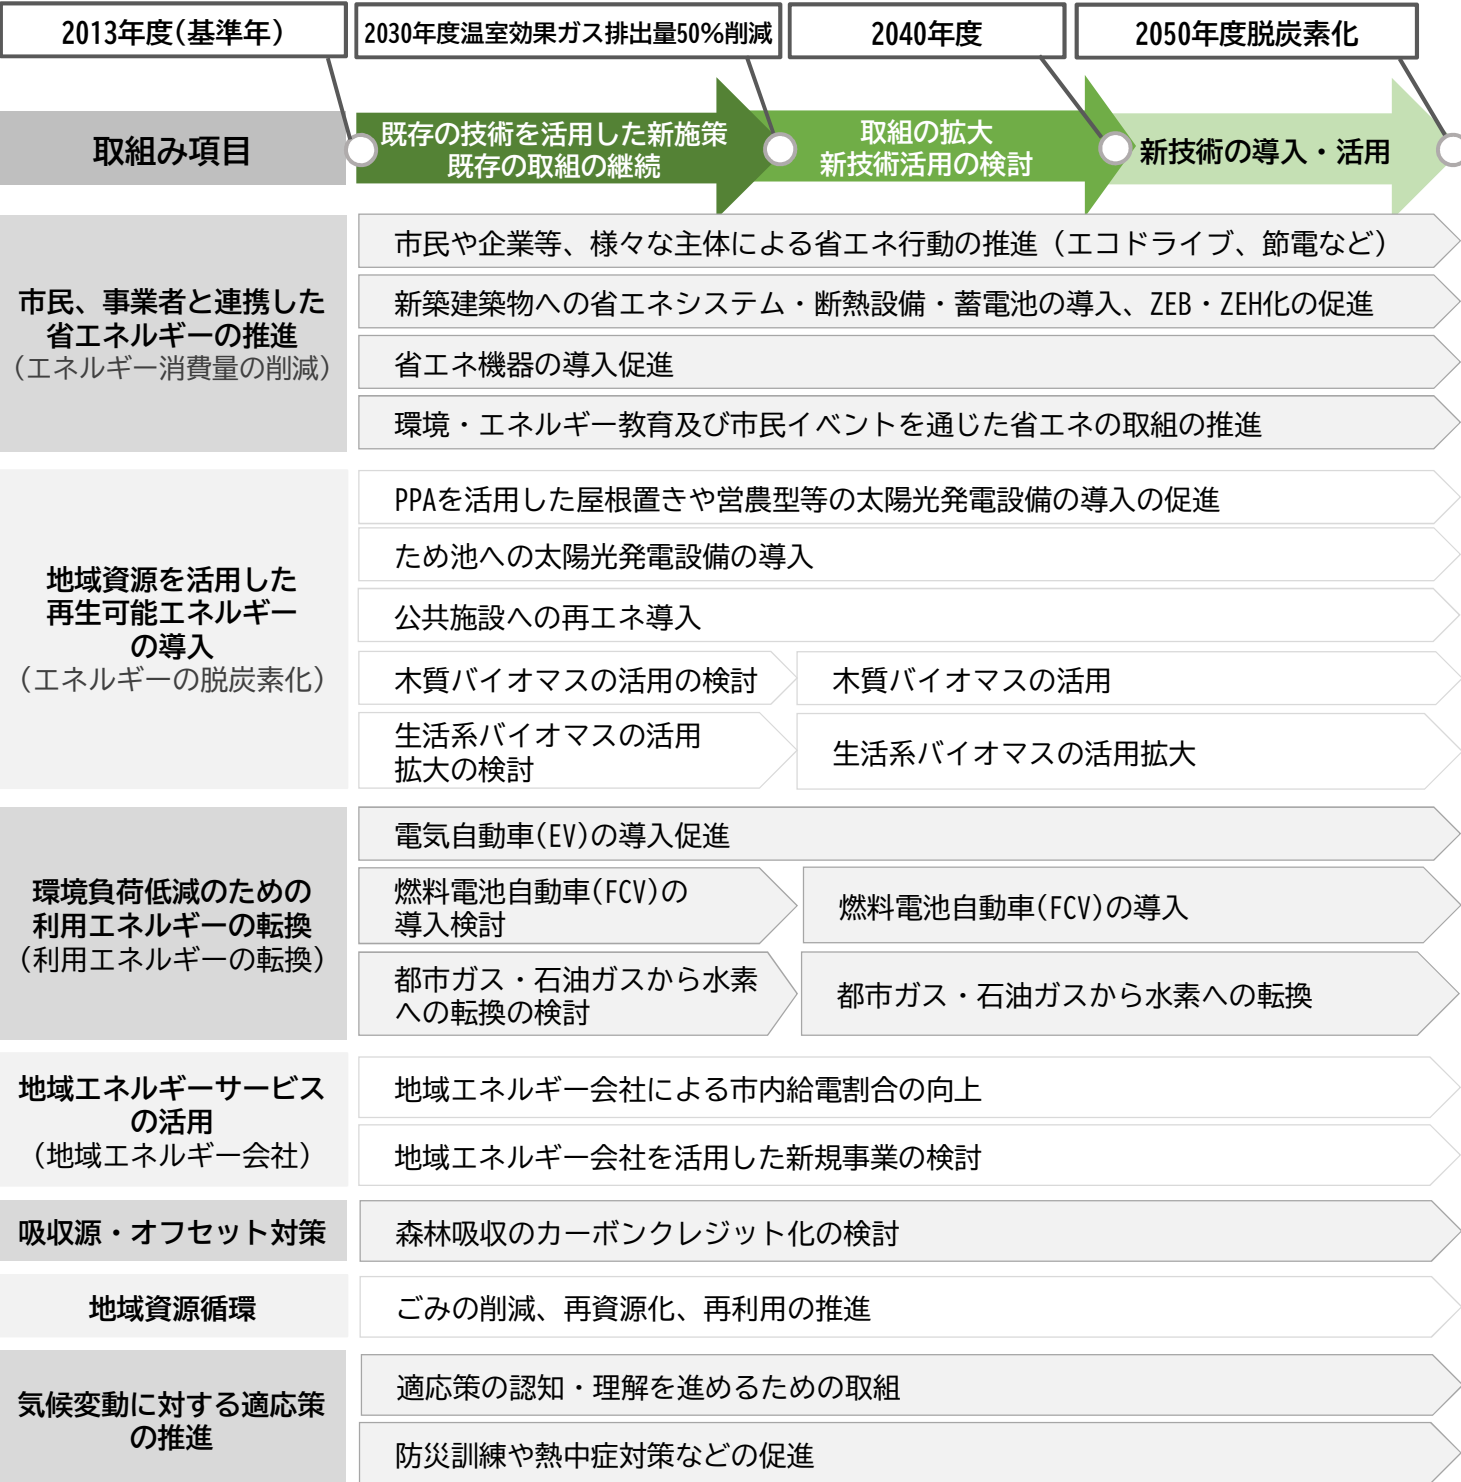 2013年度(基準年)
2030年度温室効果ガス排出量50%削減
2040年度
2050年度脱炭素化
取組み項目
既存の技術を活用した新施策
既存の取組の継続
取組の拡大
新技術活用の検討
新技術の導入・活用
市民、事業者と連携した
省エネルギーの推進
（エネルギー消費量の削減）
市民や企業等、様々な主体による省エネ行動の推進（エコドライブ、節電など）
新築建築物への省エネシステム・断熱設備・蓄電池の導入、ZEB・ZEH化の促進
省エネ機器の導入促進
環境・エネルギー教育及び市民イベントを通じた省エネの取組の推進
地域資源を活用した
再生可能エネルギー
の導入
（エネルギーの脱炭素化）
PPAを活用した屋根置きや営農型等の太陽光発電設備の導入の促進
ため池への太陽光発電設備の導入
公共施設への再エネ導入
木質バイオマスの活用の検討
木質バイオマスの活用
生活系バイオマスの活用
拡大の検討
生活系バイオマスの活用拡大
環境負荷低減のための
利用エネルギーの転換
（利用エネルギーの転換）
電気自動車(EV)の導入促進
燃料電池自動車(FCV)の
導入検討
燃料電池自動車(FCV)の導入
都市ガス・石油ガスから水素
への転換の検討
都市ガス・石油ガスから水素への転換
地域エネルギーサービス
の活用
（地域エネルギー会社）
地域エネルギー会社による市内給電割合の向上
地域エネルギー会社を活用した新規事業の検討
吸収源・オフセット対策
森林吸収のカーボンクレジット化の検討
地域資源循環
ごみの削減、再資源化、再利用の推進
気候変動に対する適応策
の推進
適応策の認知・理解を進めるための取組
防災訓練や熱中症対策などの促進